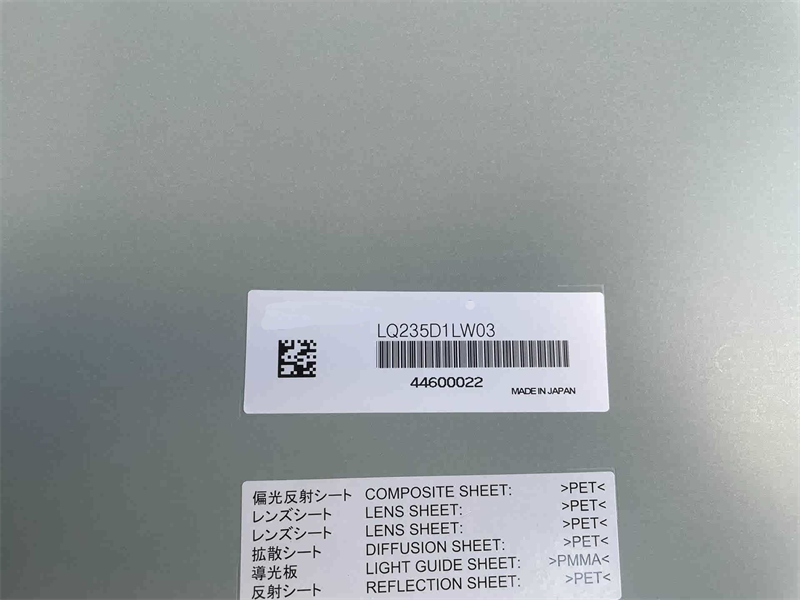 LQ235D1LW03
44600022
MADE IN JAPAN
偏光反射シート COMPOSITE SHEET: >PET<
レンズシート LENS SHEET: >PET<
レンズシート LENS SHEET: >PET<
拡散シート DIFFUSION SHEET: >PET<
導光板 LIGHT GUIDE SHEET: >PMMA<
反射シート REFLECTION SHEET: >PET<